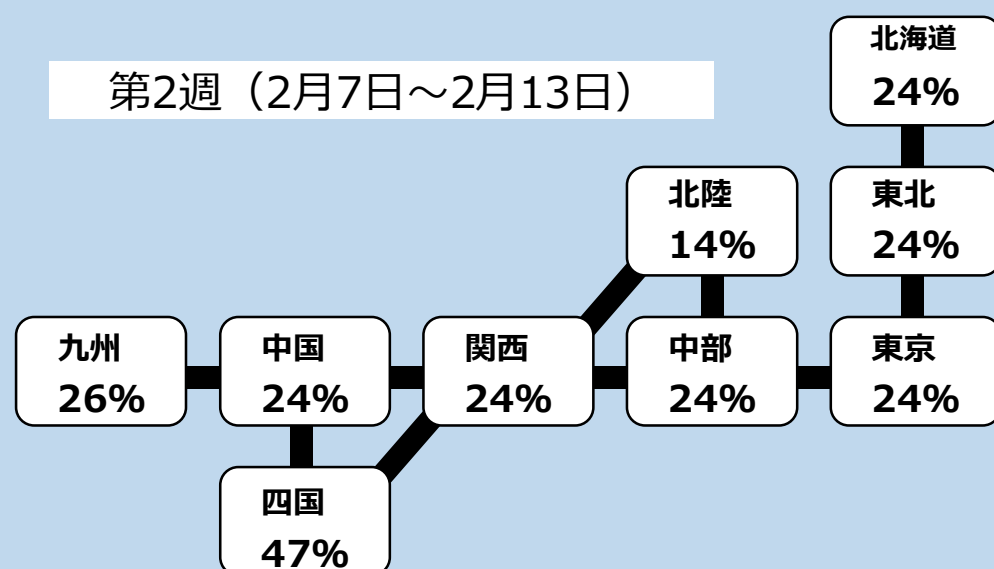 北海道
24%
第2週（2月7日～2月13日）
北陸
14%
東北
24%
九州
26%
中国
24%
関西
24%
中部
24%
東京
24%
四国
47%